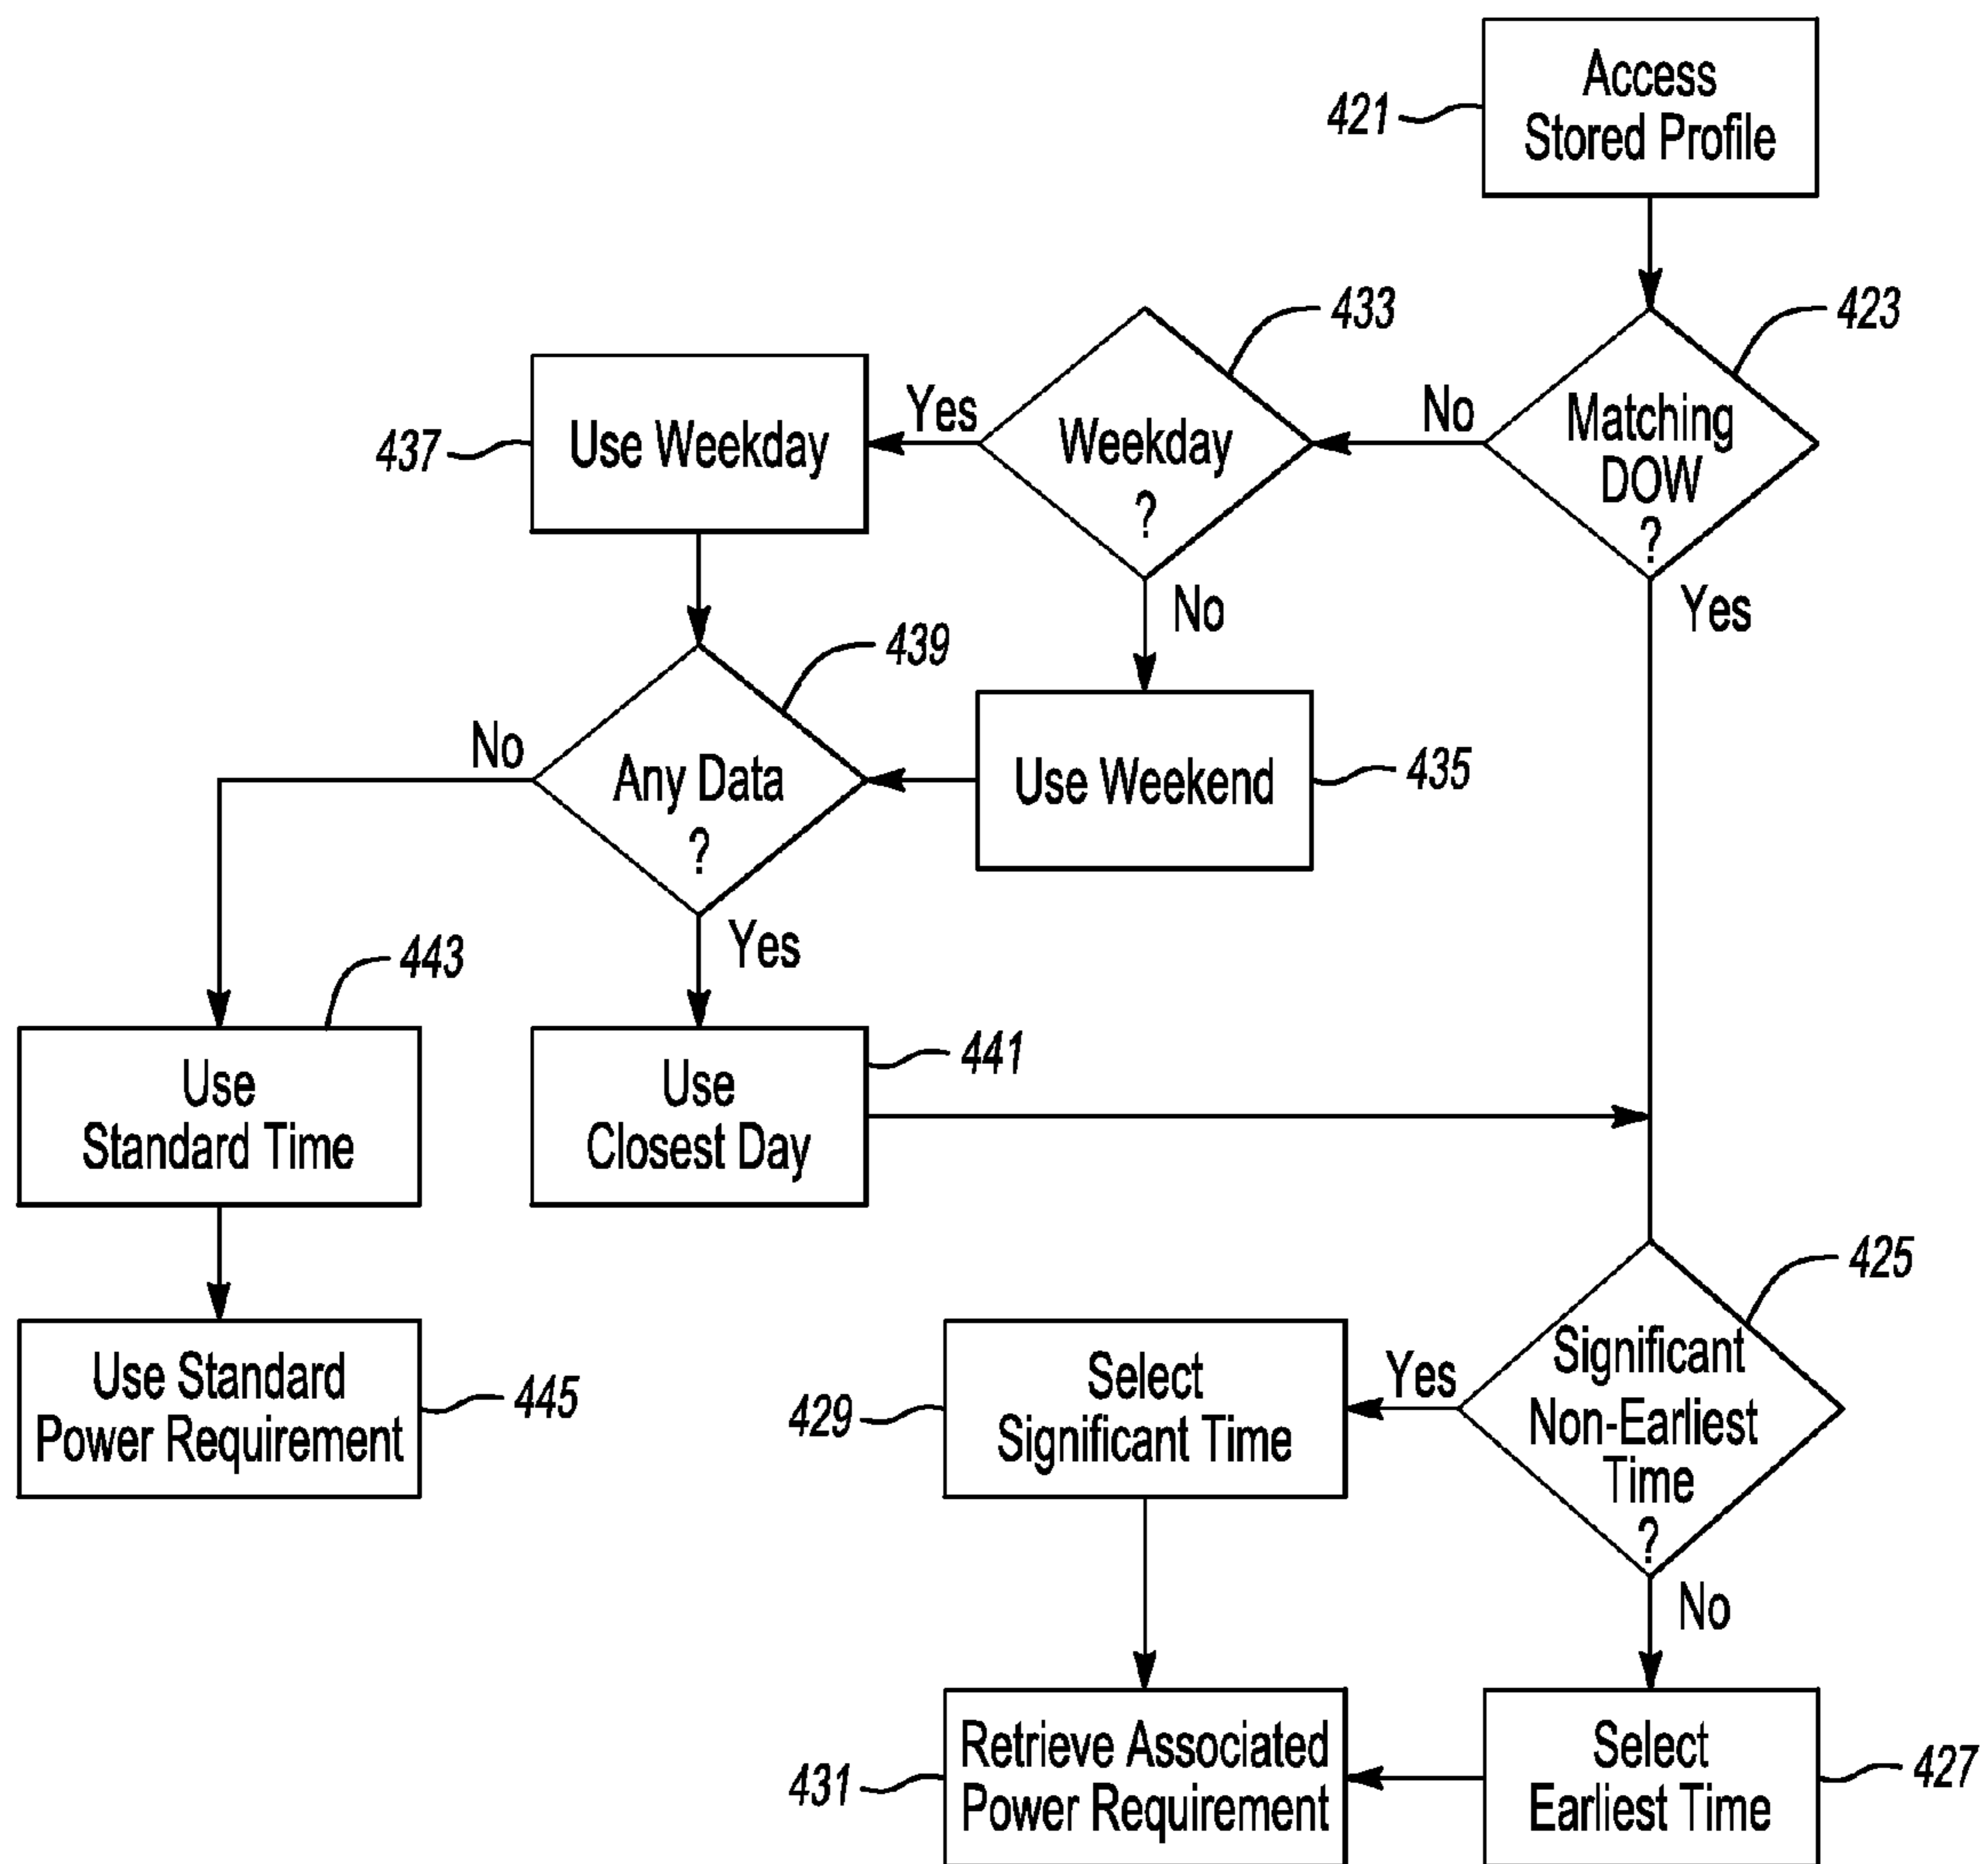 Access
Stored Profile
421
433
423
Use Weekday
437
Yes
Weekday
?
No
Matching
DOW
?
No
Yes
439
No
Any Data
?
Use Weekend
435
Yes
443
441
Use
Standard Time
Use
Closest Day
425
Use Standard
Power Requirement
445
Select
Significant Time
429
Yes
Significant
Non-Earliest
Time
?
No
Retrieve Associated
Power Requirement
431
Select
Earliest Time
427